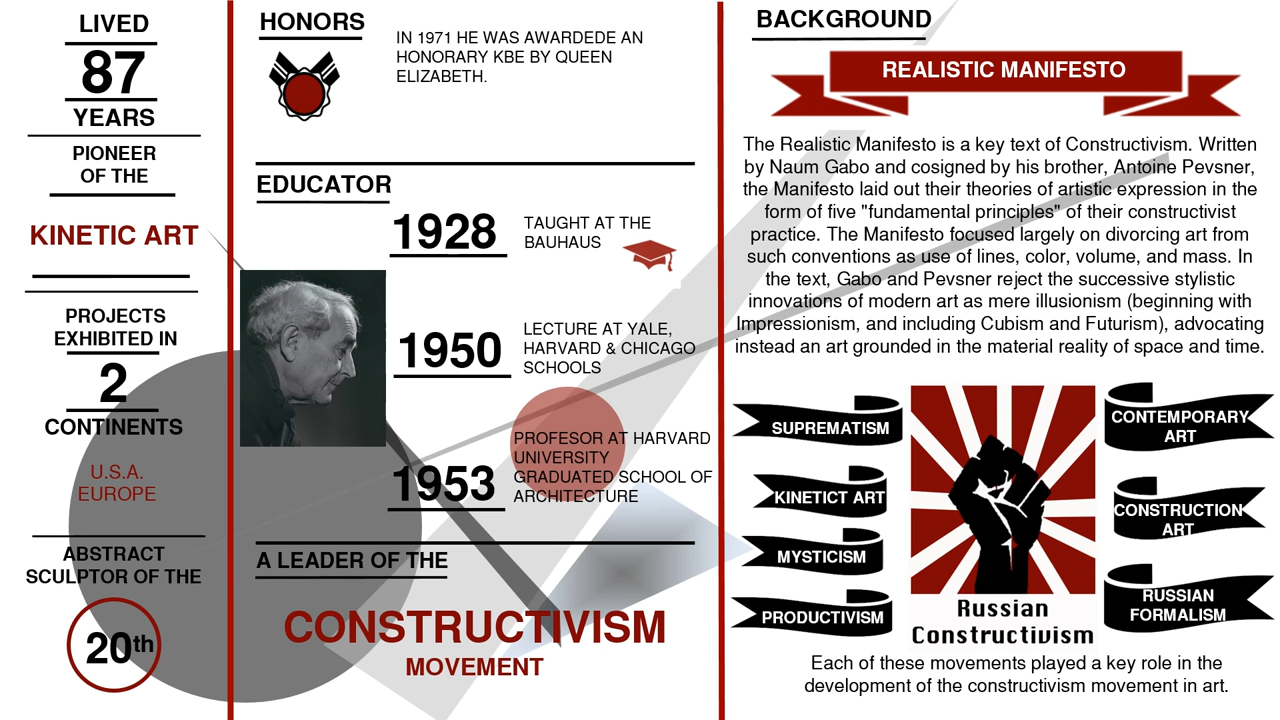 LIVED
87
YEARS
PIONEER
OF THE
KINETIC ART
PROJECTS
EXHIBITED IN
2
CONTINENTS
U.S.A.
EUROPE
ABSTRACT
SCULPTOR OF THE
20th
HONORS
IN 1971 HE WAS AWARDEDE AN
HONORARY KBE BY QUEEN
ELIZABETH.
EDUCATOR
1928
TAUGHT AT THE
BAUHAUS
1950
LECTURE AT YALE,
HARVARD & CHICAGO
SCHOOLS
1953
PROFESOR AT HARVARD
UNIVERSITY
GRADUATED SCHOOL OF
ARCHITECTURE
A LEADER OF THE
CONSTRUCTIVISM
MOVEMENT
BACKGROUND
REALISTIC MANIFESTO
The Realistic Manifesto is a key text of Constructivism. Written
by Naum Gabo and cosigned by his brother, Antoine Pevsner,
the Manifesto laid out their theories of artistic expression in the
form of five "fundamental principles" of their constructivist
practice. The Manifesto focused largely on divorcing art from
such conventions as use of lines, color, volume, and mass. In
the text, Gabo and Pevsner reject the successive stylistic
innovations of modern art as mere illusionism (beginning with
Impressionism, and including Cubism and Futurism), advocating
instead an art grounded in the material reality of space and time.
SUPREMATISM
KINETICT ART
MYSTICISM
PRODUCTIVISM
Russian
Constructivism
CONTEMPORARY
ART
CONSTRUCTION
ART
RUSSIAN
FORMALISM
Each of these movements played a key role in the
development of the constructivism movement in art.